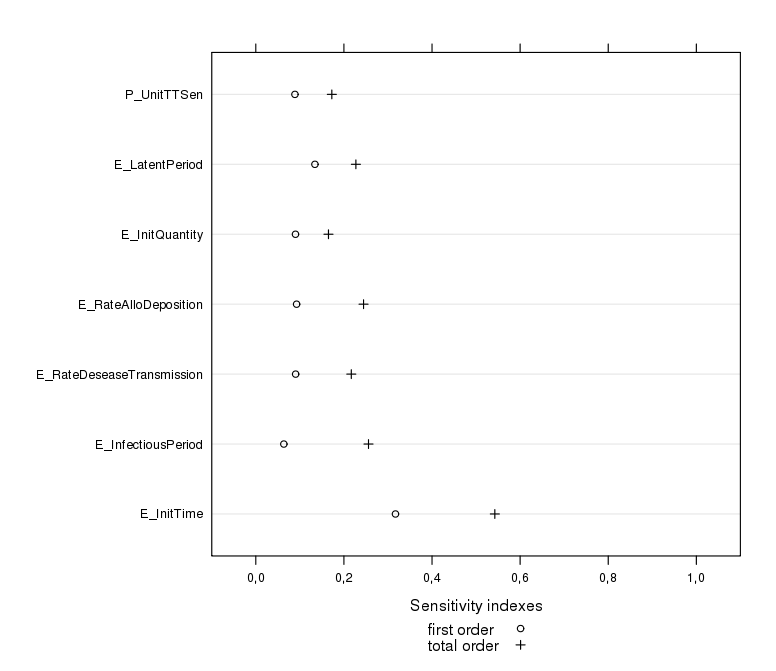 P_UnitTTSen
E_LatentPeriod
E_InitQuantity
E_RateAlloDeposition
E_RateDeseaseTransmission
E_InfectiousPeriod
E_InitTime
0,0 0,2 0,4 0,6 0,8 1,0
Sensitivity indexes
first order
total order